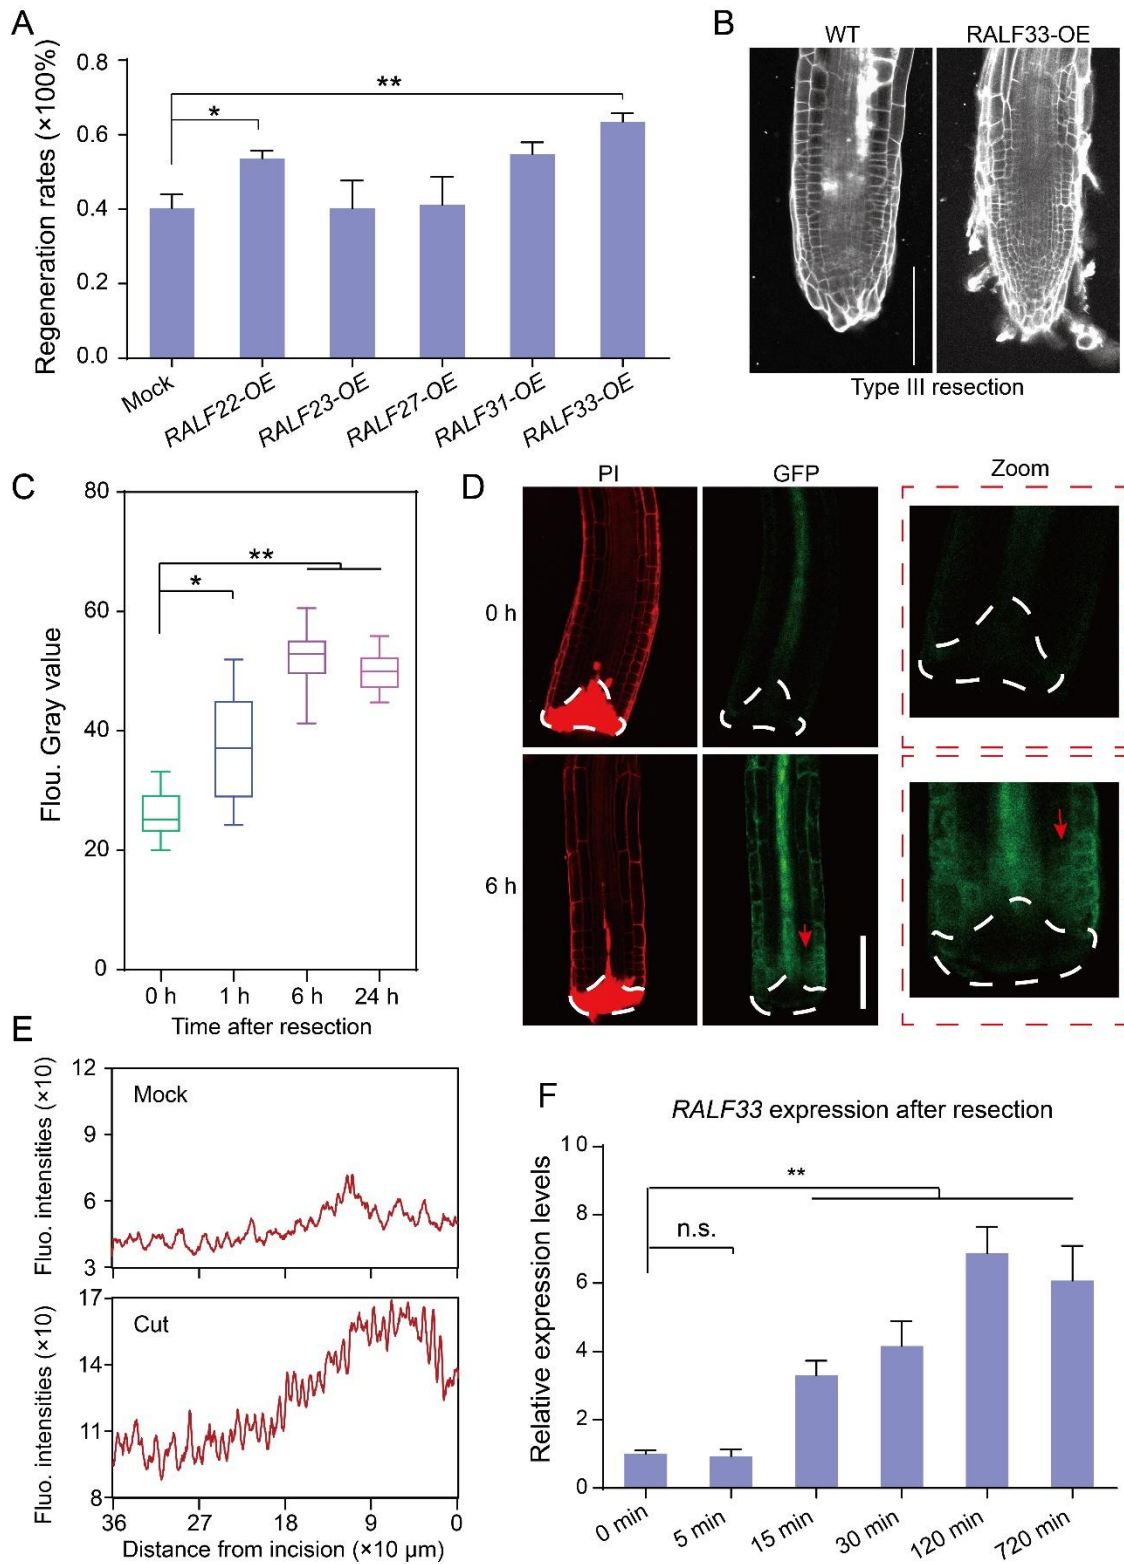 A
Regeneration rates (×100%)
0.8
0.6
0.4
0.2
0.0
*
**
Mock
RALF22-OE
RALF23-OE
RALF27-OE
RALF31-OE
RALF33-OE
B
WT
RALF33-OE
Type III resection
C
Flou. Gray value
80
60
40
20
0
*
**
0 h
1 h
6 h
24 h
Time after resection
D
PI
GFP
Zoom
0 h
6 h
E
Fluo. intensities (×10)
12
9
6
3
Mock
Fluo. intensities (×10)
17
14
11
8
Cut
36
27
18
9
0
Distance from incision (×10 μm)
F
RALF33 expression after resection
Relative expression levels
10
8
6
4
2
0
n.s.
**
0 min
5 min
15 min
30 min
120 min
720 min